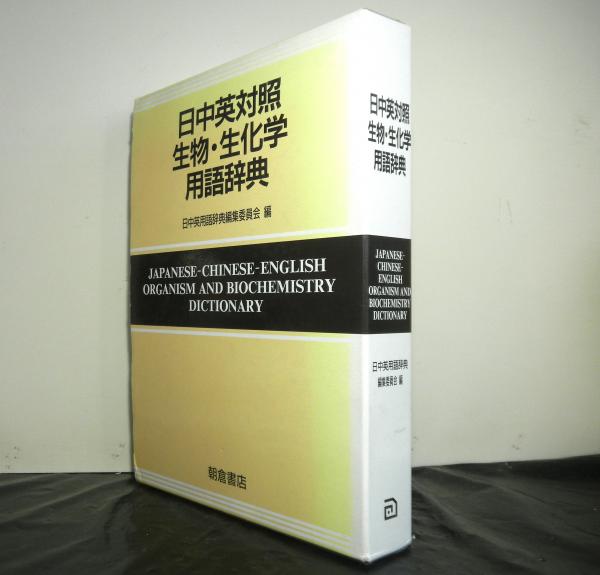 日中英対照
生物・生化学
用語辞典
日中英用語辞典編集委員会 編
JAPANESE-CHINESE-ENGLISH
ORGANISM AND BIOCHEMISTRY
DICTIONARY
朝倉書店
日中英対照
生物・生化学
用語辞典
JAPANESE-
CHINESE-
ENGLISH
ORGANISM AND
BIOCHEMISTRY
DICTIONARY
日中英用語辞典
編集委員会 編